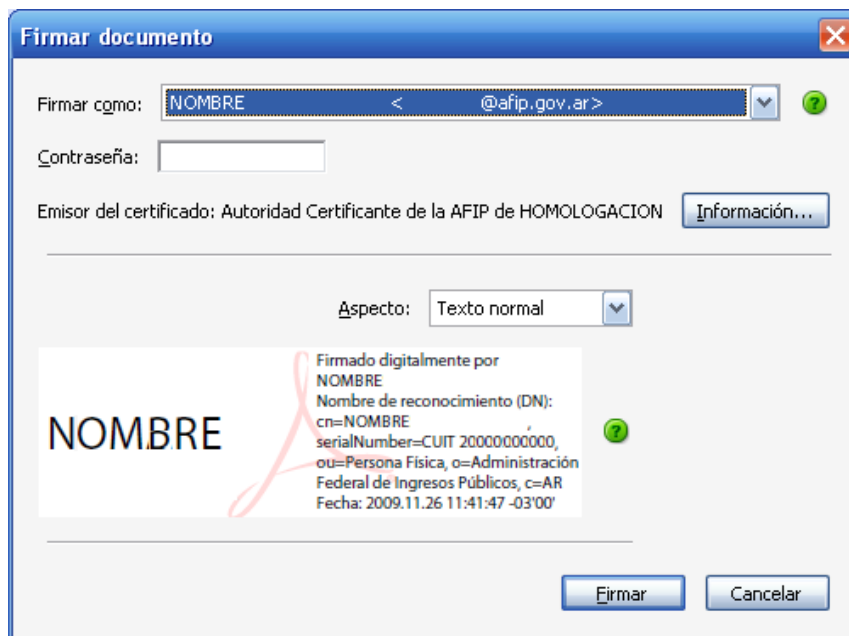 Firmar documento
Firmar como: NOMBRE < @afip.gov.ar>
Contraseña:
Emisor del certificado: Autoridad Certificante de la AFIP de HOMOLOGACION Información...
Aspecto: Texto normal
NOMBRE
Firmado digitalmente por
NOMBRE
Nombre de reconocimiento (DN):
cn=NOMBRE ,
serialNumber=CUIT 20000000000,
ou=Persona Física, o=Administración
Federal de Ingresos Públicos, c=AR
Fecha: 2009.11.26 11:41:47 -03'00'
Firmar Cancelar